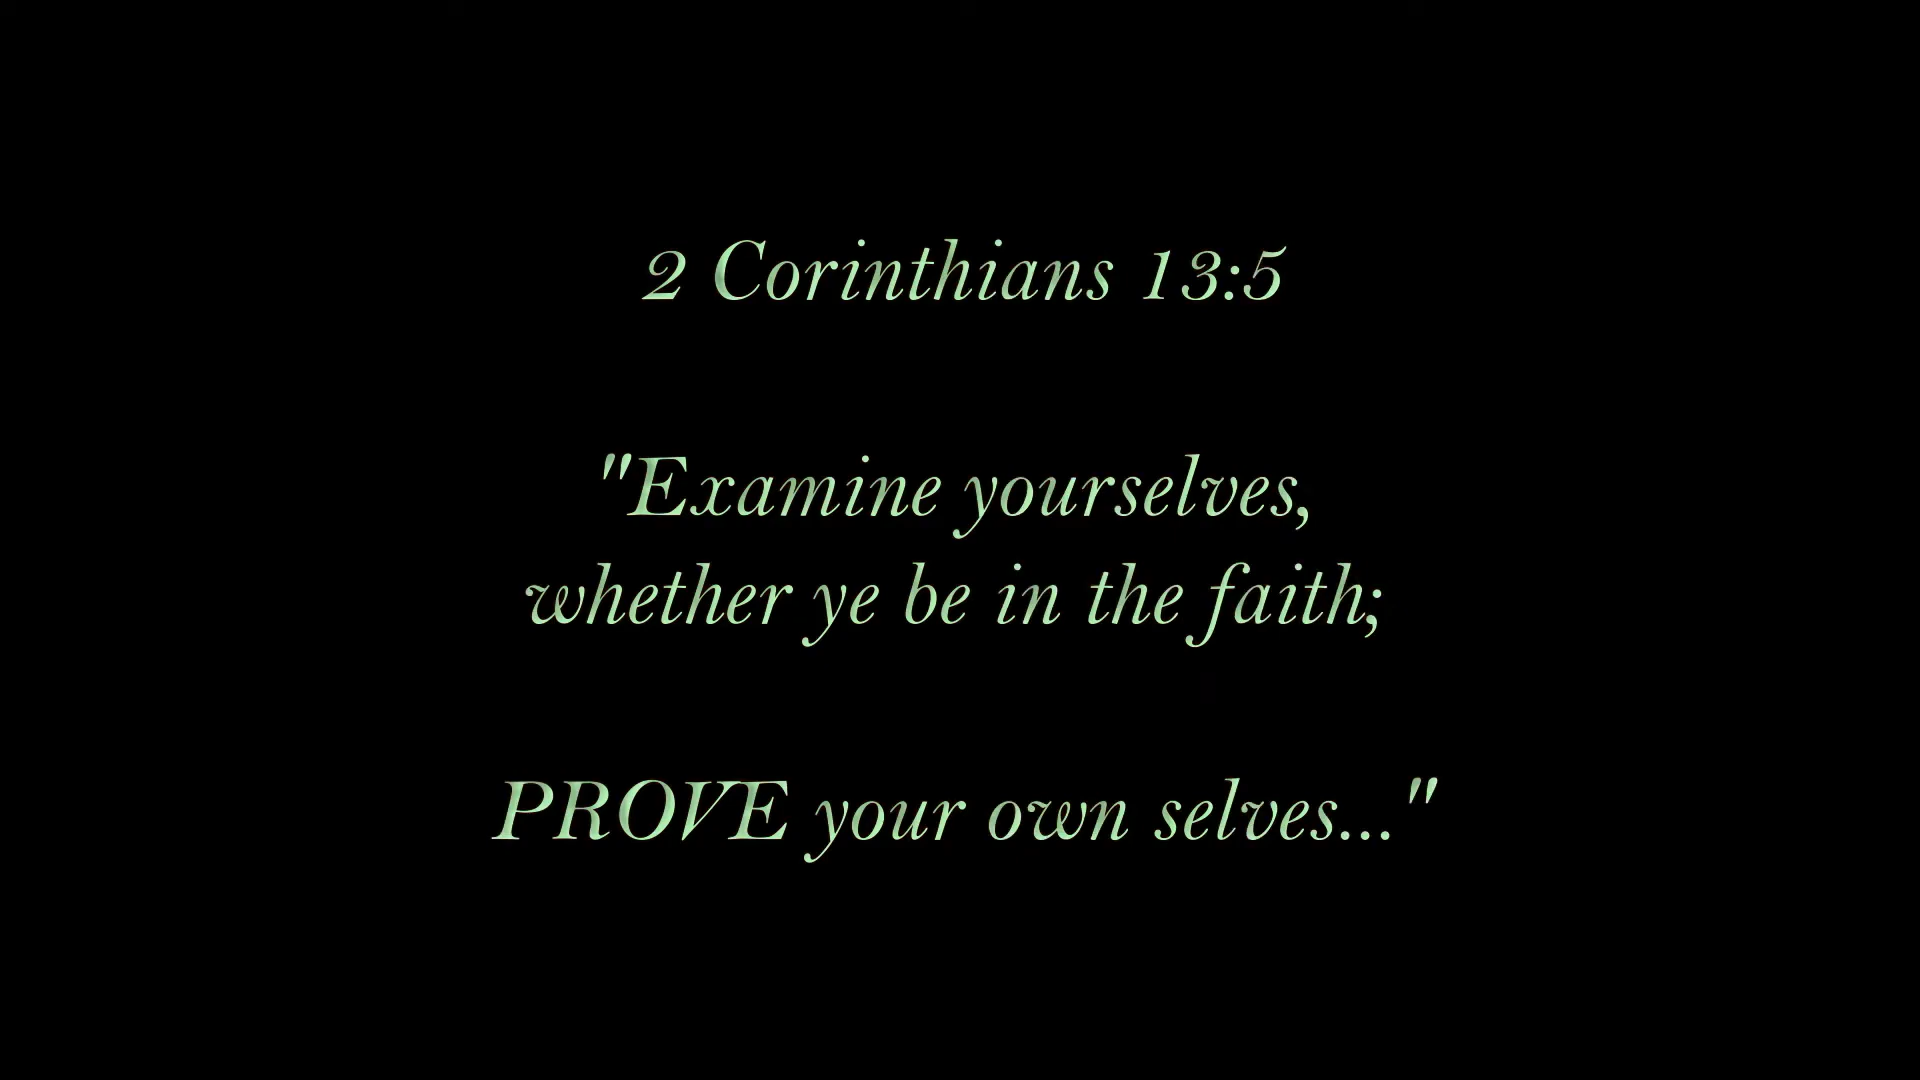 2 Corinthians 13:5
"Examine yourselves,
whether ye be in the faith;
PROVE your own selves..."